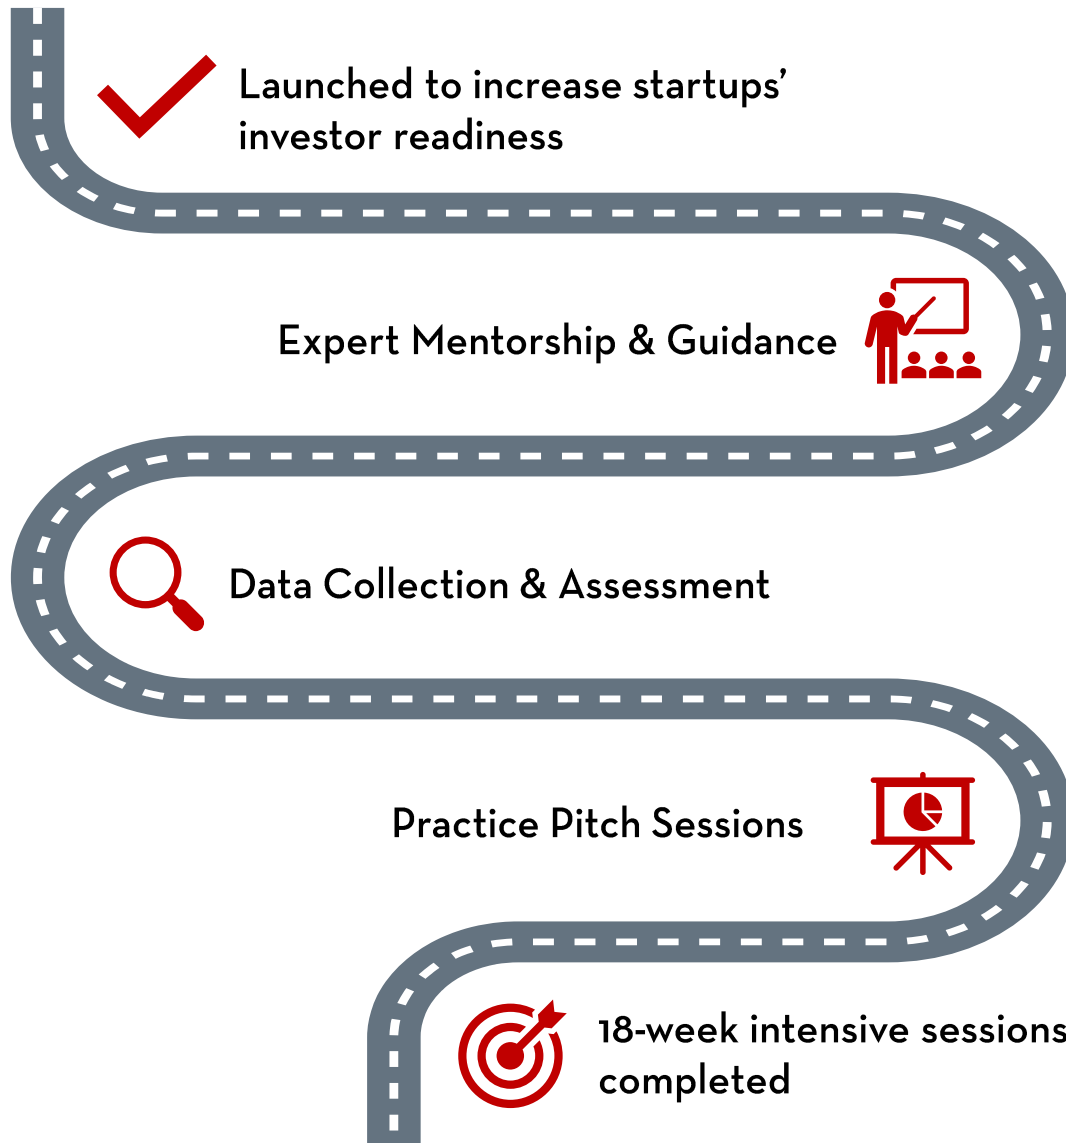 Launched to increase startups’
investor readiness
Expert Mentorship & Guidance
Data Collection & Assessment
Practice Pitch Sessions
18-week intensive sessions
completed